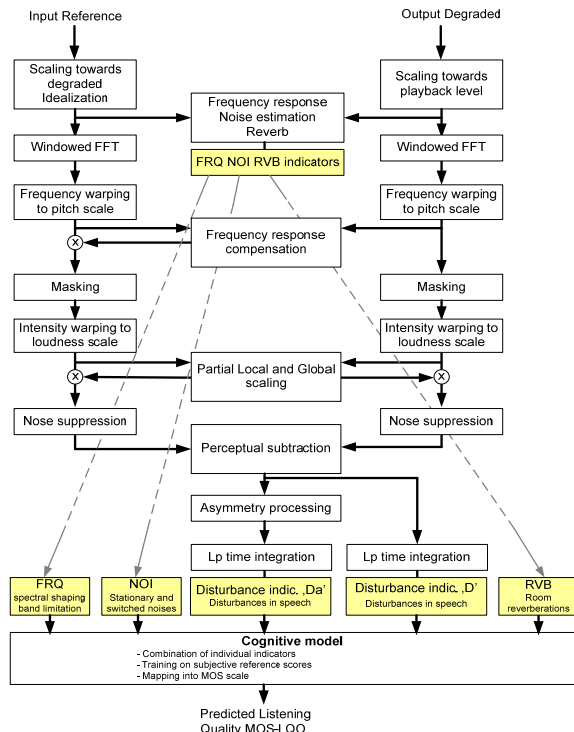 Input Reference
Output Degraded
Scaling towards
degraded
Idealization
Scaling towards
playback level
Frequency response
Noise estimation
Reverb
Windowed FFT
FRQ NOI RVB indicators
Windowed FFT
Frequency warping
to pitch scale
Frequency warping
to pitch scale
Frequency response
compensation
x
Masking
Masking
Intensity warping to
loudness scale
Intensity warping to
loudness scale
Partial Local and Global
scaling
x
x
Nose suppression
Nose suppression
Perceptual subtraction
Asymmetry processing
Lp time integration
Lp time integration
FRQ
spectral shaping
band limitation
NOI
Stationary and
switched noises
Disturbance indic. ‚Da’
Disturbances in speech
Disturbance indic. ‚D’
Disturbances in speech
RVB
Room
reverberations
Cognitive model
- Combination of individual indicators
- Training on subjective reference scores
- Mapping into MOS scale
Predicted Listening
Quality MOS-LQO